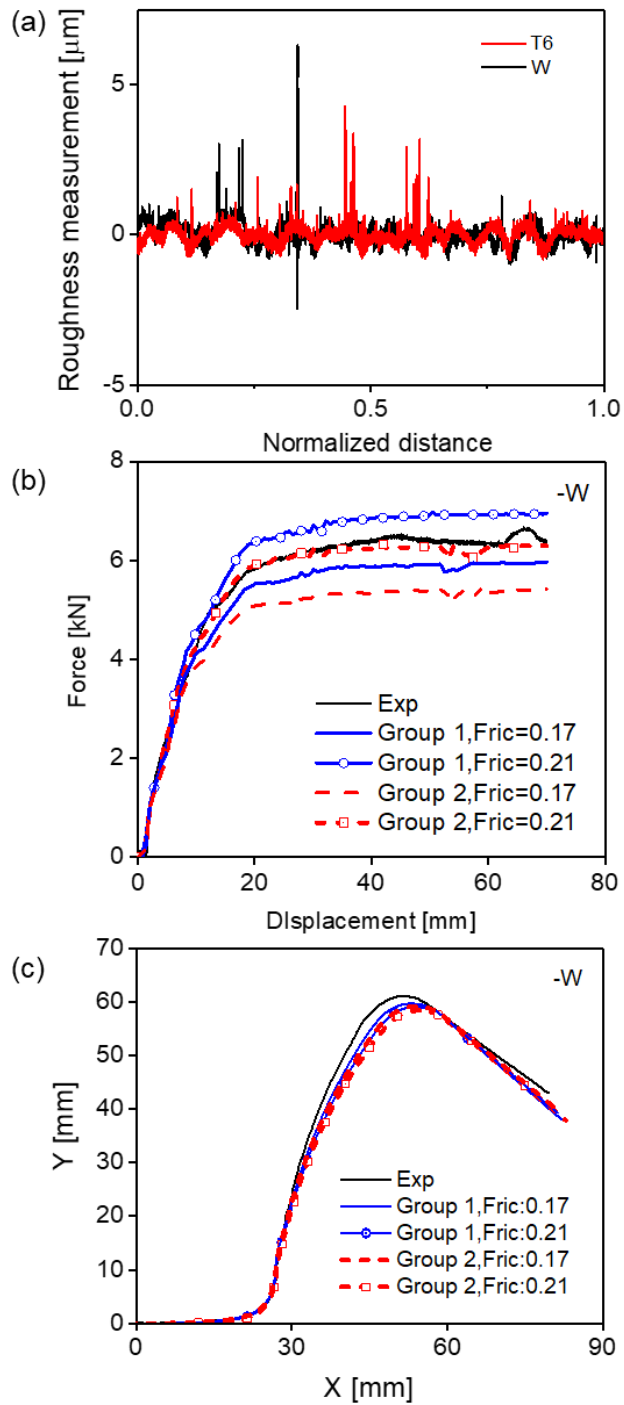 (a)
Roughness measurement [μm]
5
0
-5
T6
W
0.0
0.5
1.0
Normalized distance
(b)
Force [kN]
8
6
4
2
0
-W
Exp
Group 1,Fric=0.17
Group 1,Fric=0.21
Group 2,Fric=0.17
Group 2,Fric=0.21
0
20
40
60
80
DIsplacement [mm]
(c)
Y [mm]
70
60
50
40
30
20
10
0
-W
Exp
Group 1,Fric:0.17
Group 1,Fric:0.21
Group 2,Fric:0.17
Group 2,Fric:0.21
0
30
60
90
X [mm]